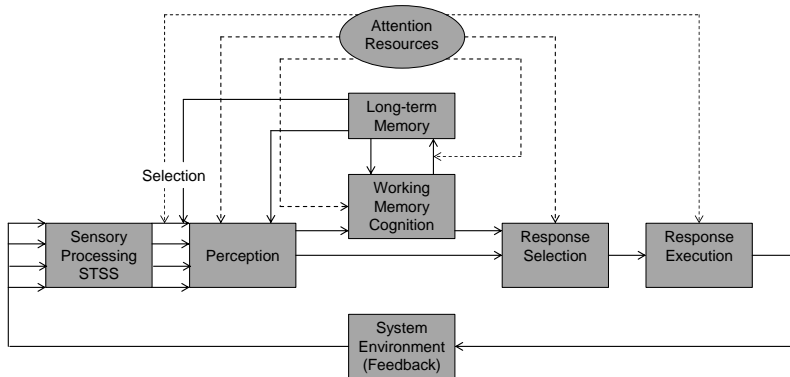 Attention
Resources
Long-term
Memory
Selection
Working
Memory
Cognition
Sensory
Processing
STSS
Perception
Response
Selection
Response
Execution
System
Environment
(Feedback)